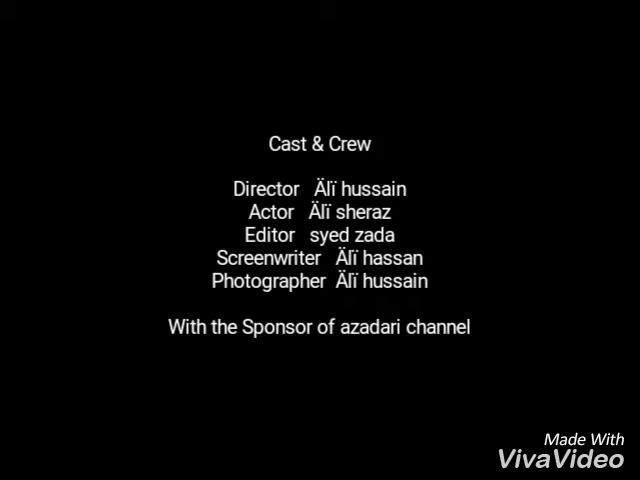 Cast & Crew
Director Älï hussain
Actor Älï sheraz
Editor syed zada
Screenwriter Älï hassan
Photographer Älï hussain
With the Sponsor of azadari channel
Made With
VivaVideo